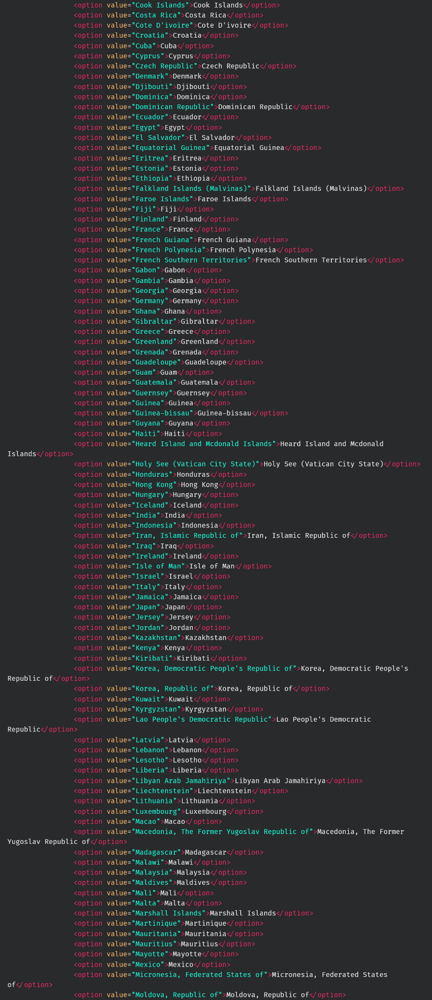 <option value="Cook Islands">Cook Islands</option>
<option value="Costa Rica">Costa Rica</option>
<option value="Cote D'ivoire">Cote D'ivoire</option>
<option value="Croatia">Croatia</option>
<option value="Cuba">Cuba</option>
<option value="Cyprus">Cyprus</option>
<option value="Czech Republic">Czech Republic</option>
<option value="Denmark">Denmark</option>
<option value="Djibouti">Djibouti</option>
<option value="Dominica">Dominica</option>
<option value="Dominican Republic">Dominican Republic</option>
<option value="Ecuador">Ecuador</option>
<option value="Egypt">Egypt</option>
<option value="El Salvador">El Salvador</option>
<option value="Equatorial Guinea">Equatorial Guinea</option>
<option value="Eritrea">Eritrea</option>
<option value="Estonia">Estonia</option>
<option value="Ethiopia">Ethiopia</option>
<option value="Falkland Islands (Malvinas)">Falkland Islands (Malvinas)</option>
<option value="Faroe Islands">Faroe Islands</option>
<option value="Fiji">Fiji</option>
<option value="Finland">Finland</option>
<option value="France">France</option>
<option value="French Guiana">French Guiana</option>
<option value="French Polynesia">French Polynesia</option>
<option value="French Southern Territories">French Southern Territories</option>
<option value="Gabon">Gabon</option>
<option value="Gambia">Gambia</option>
<option value="Georgia">Georgia</option>
<option value="Germany">Germany</option>
<option value="Ghana">Ghana</option>
<option value="Gibraltar">Gibraltar</option>
<option value="Greece">Greece</option>
<option value="Greenland">Greenland</option>
<option value="Grenada">Grenada</option>
<option value="Guadeloupe">Guadeloupe</option>
<option value="Guam">Guam</option>
<option value="Guatemala">Guatemala</option>
<option value="Guernsey">Guernsey</option>
<option value="Guinea">Guinea</option>
<option value="Guinea-bissau">Guinea-bissau</option>
<option value="Guyana">Guyana</option>
<option value="Haiti">Haiti</option>
<option value="Heard Island and Mcdonald Islands">Heard Island and Mcdonald
Islands</option>
<option value="Holy See (Vatican City State)">Holy See (Vatican City State)</option>
<option value="Honduras">Honduras</option>
<option value="Hong Kong">Hong Kong</option>
<option value="Hungary">Hungary</option>
<option value="Iceland">Iceland</option>
<option value="India">India</option>
<option value="Indonesia">Indonesia</option>
<option value="Iran, Islamic Republic of">Iran, Islamic Republic of</option>
<option value="Iraq">Iraq</option>
<option value="Ireland">Ireland</option>
<option value="Isle of Man">Isle of Man</option>
<option value="Israel">Israel</option>
<option value="Italy">Italy</option>
<option value="Jamaica">Jamaica</option>
<option value="Japan">Japan</option>
<option value="Jersey">Jersey</option>
<option value="Jordan">Jordan</option>
<option value="Kazakhstan">Kazakhstan</option>
<option value="Kenya">Kenya</option>
<option value="Kiribati">Kiribati</option>
<option value="Korea, Democratic People's Republic of">Korea, Democratic People's
Republic of</option>
<option value="Korea, Republic of">Korea, Republic of</option>
<option value="Kuwait">Kuwait</option>
<option value="Kyrgyzstan">Kyrgyzstan</option>
<option value="Lao People's Democratic Republic">Lao People's Democratic
Republic</option>
<option value="Latvia">Latvia</option>
<option value="Lebanon">Lebanon</option>
<option value="Lesotho">Lesotho</option>
<option value="Liberia">Liberia</option>
<option value="Libyan Arab Jamahiriya">Libyan Arab Jamahiriya</option>
<option value="Liechtenstein">Liechtenstein</option>
<option value="Lithuania">Lithuania</option>
<option value="Luxembourg">Luxembourg</option>
<option value="Macao">Macao</option>
<option value="Macedonia, The Former Yugoslav Republic of">Macedonia, The Former
Yugoslav Republic of</option>
<option value="Madagascar">Madagascar</option>
<option value="Malawi">Malawi</option>
<option value="Malaysia">Malaysia</option>
<option value="Maldives">Maldives</option>
<option value="Mali">Mali</option>
<option value="Malta">Malta</option>
<option value="Marshall Islands">Marshall Islands</option>
<option value="Martinique">Martinique</option>
<option value="Mauritania">Mauritania</option>
<option value="Mauritius">Mauritius</option>
<option value="Mayotte">Mayotte</option>
<option value="Mexico">Mexico</option>
<option value="Micronesia, Federated States of">Micronesia, Federated States
of</option>
<option value="Moldova, Republic of">Moldova, Republic of</option>